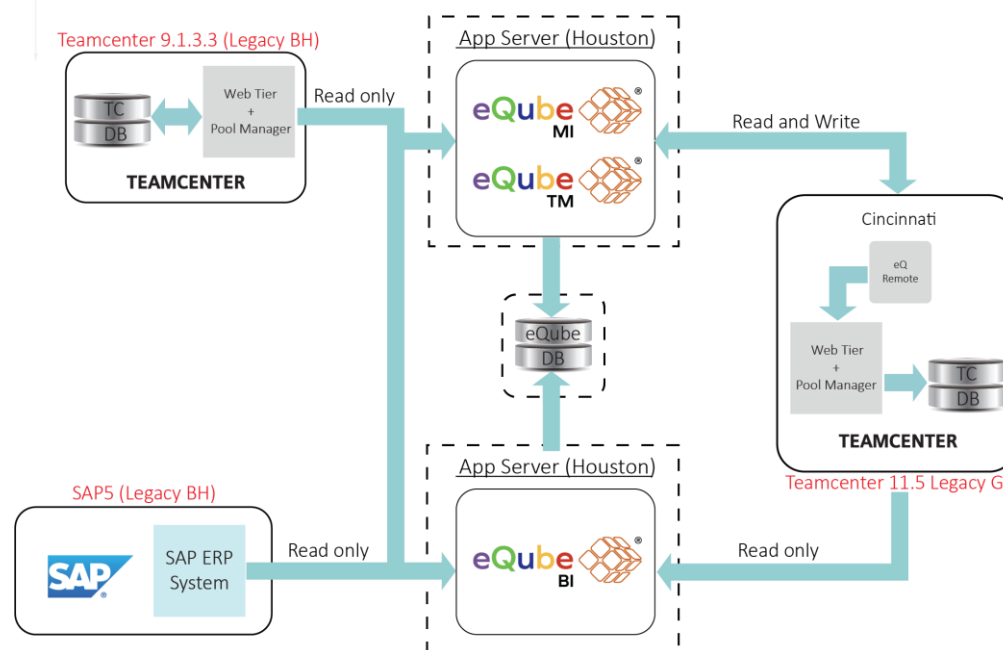 Teamcenter 9.1.3.3 (Legacy BH)
TC
DB
Web Tier
+
Pool Manager
TEAMCENTER
Read only
App Server (Houston)
eQube ®
MI
eQube ®
TM
Read and Write
Cincinnati
eQ
Remote
Web Tier
+
Pool Manager
TC
DB
TEAMCENTER
Teamcenter 11.5 Legacy G
eQube
DB
SAP5 (Legacy BH)
SAP
SAP ERP
System
Read only
App Server (Houston)
eQube ®
BI
Read only